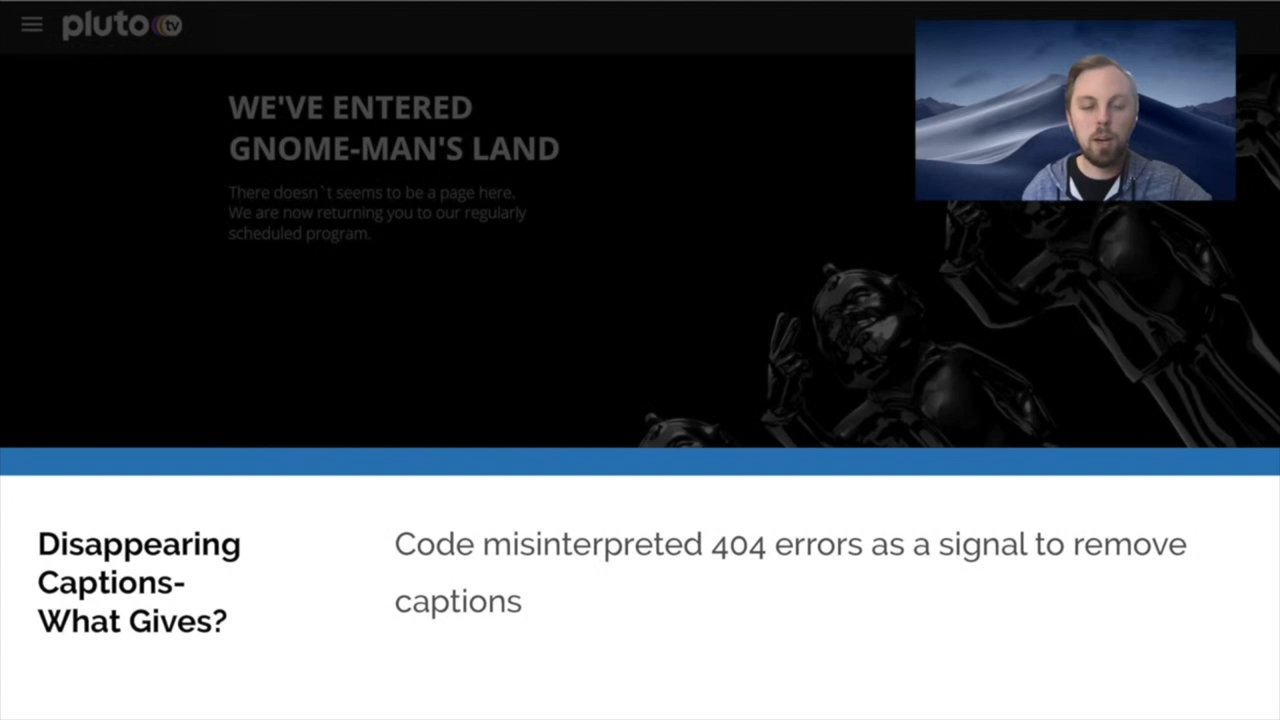 pluto tv
WE'VE ENTERED
GNOME-MAN'S LAND
There doesn`t seems to be a page here.
We are now returning you to our regularly
scheduled program.
Disappearing
Captions-
What Gives?
Code misinterpreted 404 errors as a signal to remove
captions